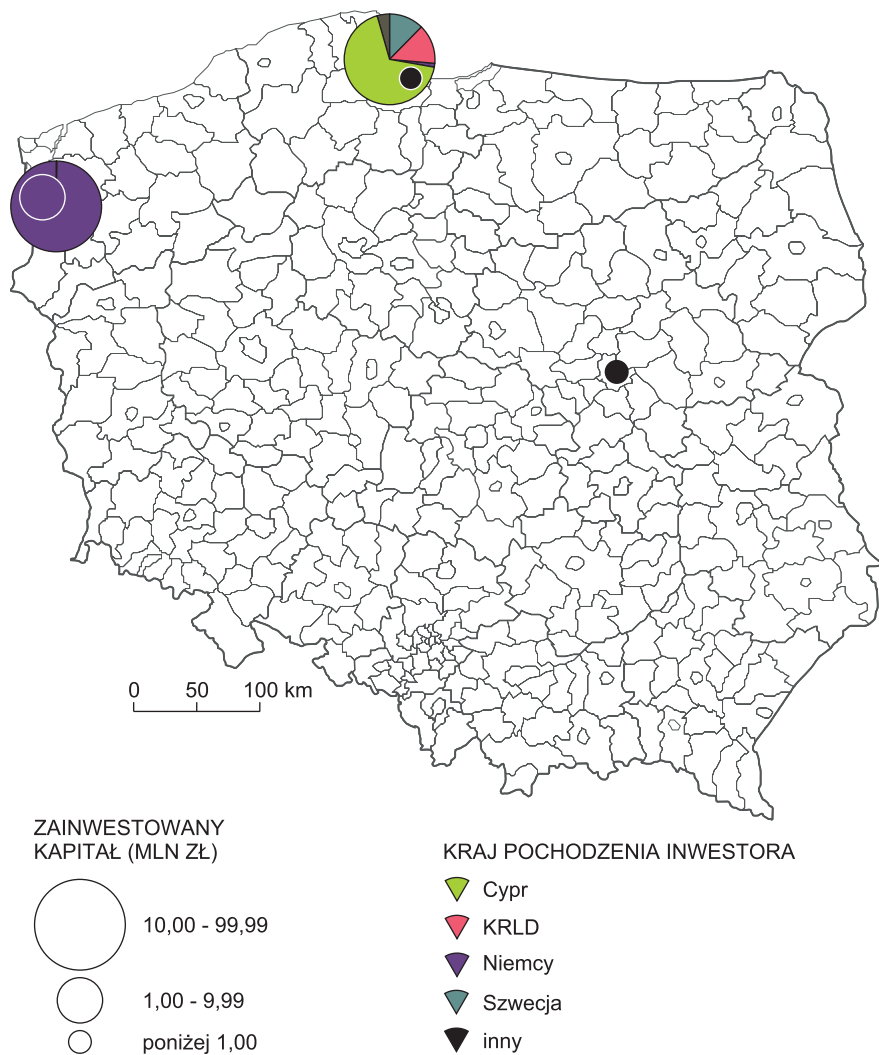 0 50 100 km
ZAINWESTOWANY
KAPITAŁ (MLN ZŁ)
10,00 - 99,99
1,00 - 9,99
poniżej 1,00
KRAJ POCHODZENIA INWESTORA
Cypr
KRLD
Niemcy
Szwecja
inny